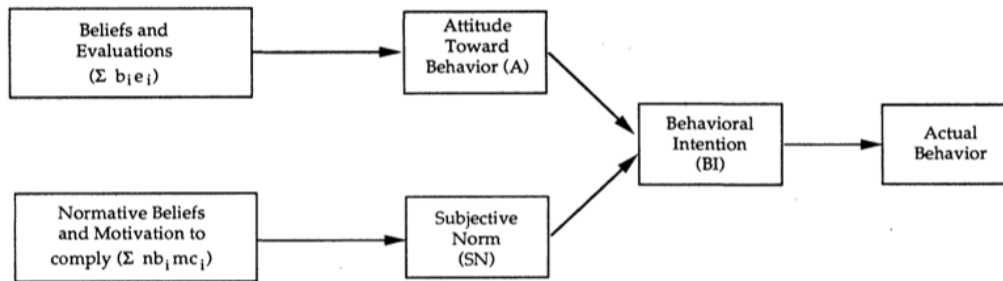 Beliefs and
Evaluations
(Σ bᵢeᵢ)
Attitude
Toward
Behavior (A)
Behavioral
Intention
(BI)
Actual
Behavior
Normative Beliefs
and Motivation to
comply (Σ nbᵢmcᵢ)
Subjective
Norm
(SN)